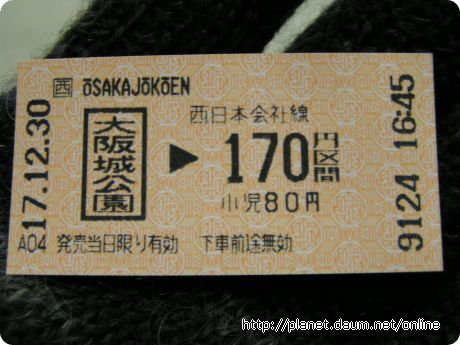 西 ŌSAKAJŌKŌEN
17.12.30
大阪城公園
西日本会社線
▶ 170円区間
小児80円
A04 発売当日限り有効 下車前途無効
9124 16:45
http://planet.daum.net/online